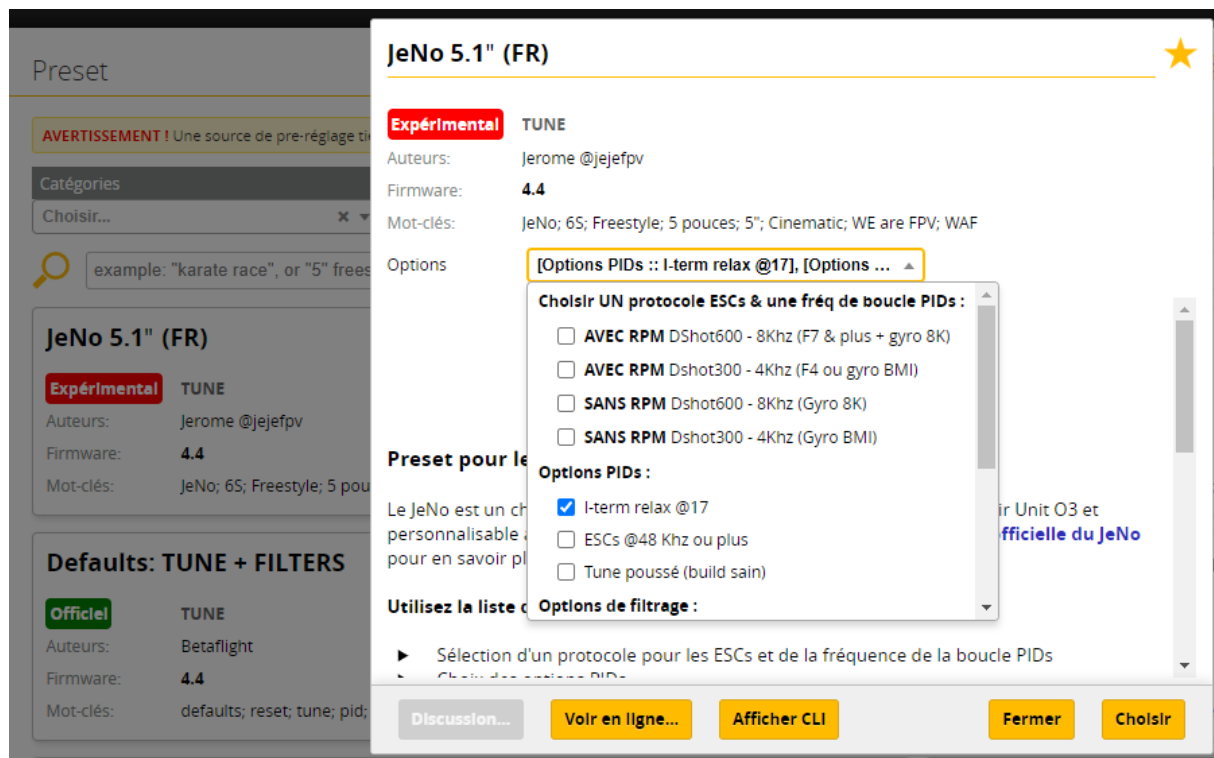 Preset
AVERTISSEMENT ! Une source de pre-réglage
Catégories
Choisir...
example: "karate race", or "5" frees
JeNo 5.1" (FR)
Expérimental TUNE
Auteurs: Jerome @jejefpv
Firmware: 4.4
Mot-clés: JeNo; 6S; Freestyle; 5 pou
Defaults: TUNE + FILTERS
Officiel TUNE
Auteurs: Betaflight
Firmware: 4.4
Mot-clés: defaults; reset; tune; pid;
JeNo 5.1" (FR)
Expérimental TUNE
Auteurs: Jerome @jejefpv
Firmware: 4.4
Mot-clés: JeNo; 6S; Freestyle; 5 pouces; 5"; Cinematic; WE are FPV; WAF
Options [Options PIDs :: I-term relax @17], [Options ...
Choisir UN protocole ESCs & une fréq de boucle PIDs :
AVEC RPM DShot600 - 8Khz (F7 & plus + gyro 8K)
AVEC RPM Dshot300 - 4Khz (F4 ou gyro BMI)
SANS RPM Dshot600 - 8Khz (Gyro 8K)
SANS RPM Dshot300 - 4Khz (Gyro BMI)
Options PIDs :
I-term relax @17
ESCs @48 Khz ou plus
Tune poussé (build sain)
Options de filtrage :
Preset pour le
Le JeNo est un ch ir Unit O3 et
personnalisable a fficielle du JeNo
pour en savoir pl
Utilisez la liste d
Sélection d'un protocole pour les ESCs et de la fréquence de la boucle PIDs
Choix des options PIDs
Discussion... Voir en ligne... Afficher CLI Fermer Choisir